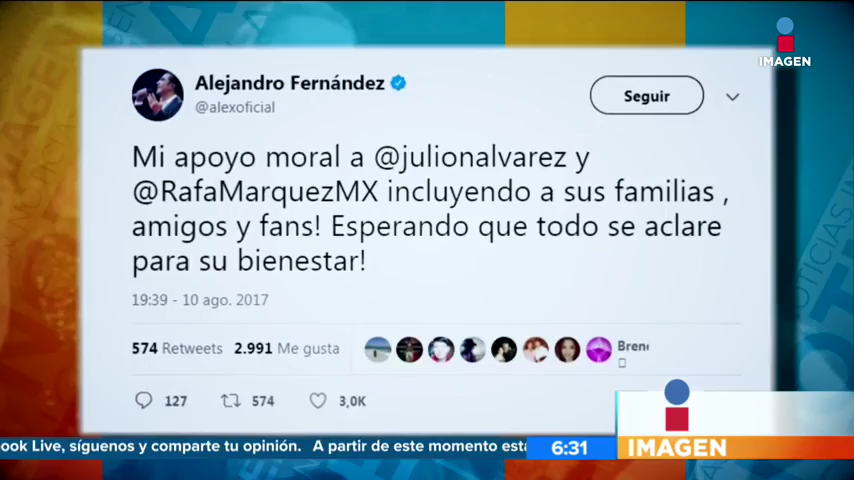 IMAGEN
Alejandro Fernández
@alexoficial
Seguir
Mi apoyo moral a @julionalvarez y
@RafaMarquezMX incluyendo a sus familias ,
amigos y fans! Esperando que todo se aclare
para su bienestar!
19:39 - 10 ago. 2017
574 Retweets 2.991 Me gusta
127 574 3,0K
ook Live, síguenos y comparte tu opinión. A partir de este momento está
6:31
IMAGEN